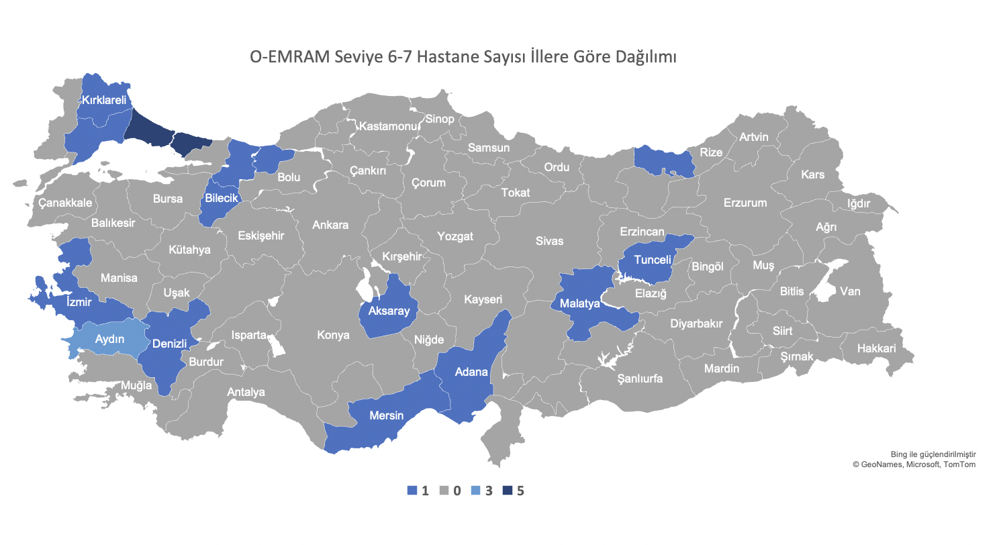 O-EMRAM Seviye 6-7 Hastane Sayısı İllere Göre Dağılımı
Kırklareli
Kastamonu
Sinop
Samsun
Artvin
Rize
Ordu
Bolu
Çankırı
Çorum
Tokat
Kars
Çanakkale
Bursa
Bilecik
Erzurum
Iğdır
Balıkesir
Ankara
Ağrı
Eskişehir
Yozgat
Sivas
Erzincan
Kütahya
Kırşehir
Tunceli
Bingöl
Muş
Manisa
Uşak
Kayseri
Elazığ
Bitlis
Van
İzmir
Aksaray
Malatya
Aydın
Denizli
Isparta
Konya
Niğde
Diyarbakır
Siirt
Burdur
Şırnak
Hakkari
Muğla
Antalya
Adana
Şanlıurfa
Mardin
Mersin
Bing ile güçlendirilmiştir
© GeoNames, Microsoft, TomTom
1 0 3 5